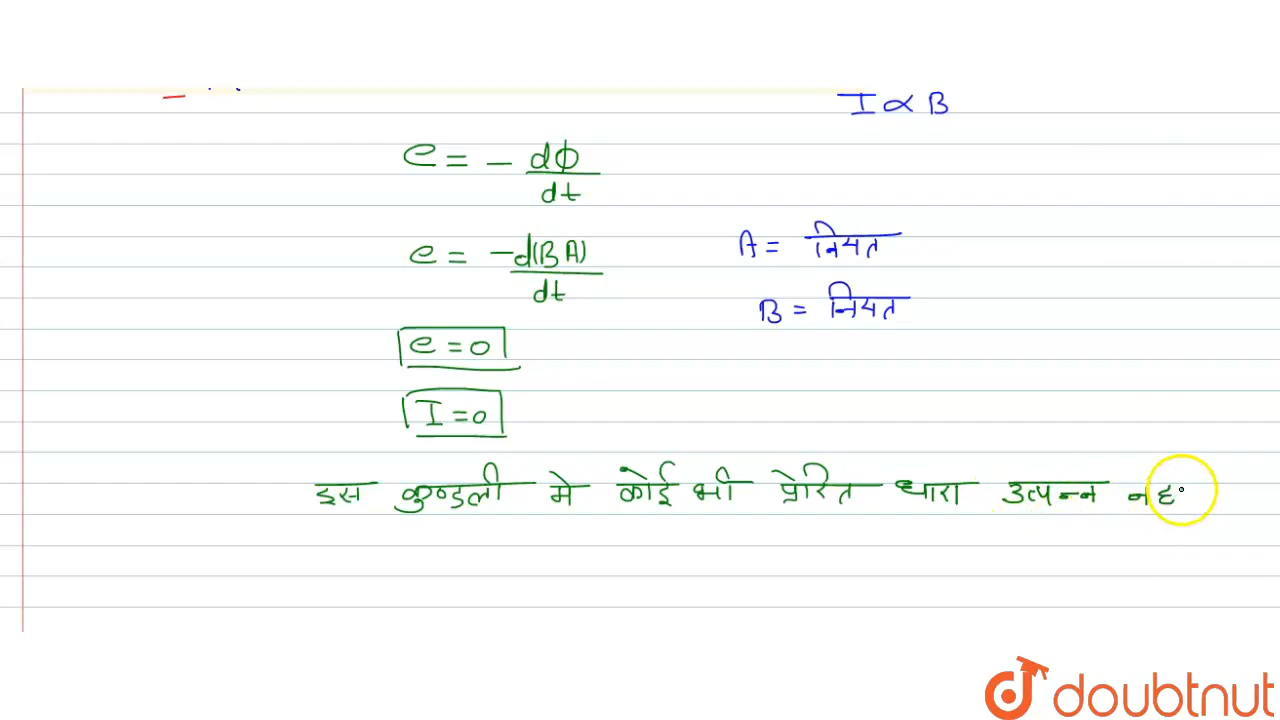 I ∝ B
e = - dϕ
dt
e = -d(BA)
dt
A = नियत
B = नियत
e = 0
I = 0
इस कुण्डली मे कोई भी प्रेरित धारा उत्पन्न नह
doubtnut